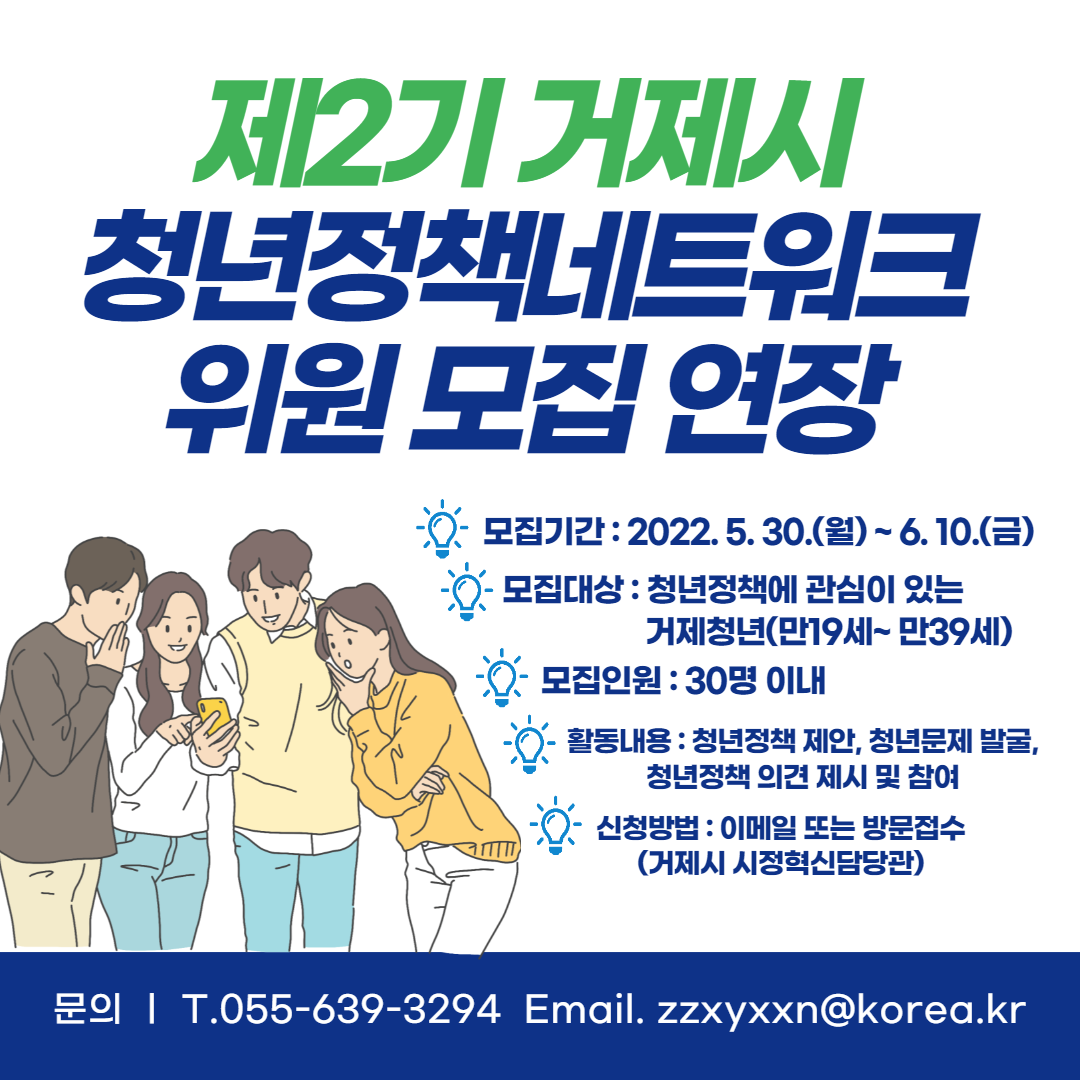 제2기 거제시
청년정책네트워크
위원 모집 연장
모집기간 : 2022. 5. 30.(월) ~ 6. 10.(금)
모집대상 : 청년정책에 관심이 있는
거제청년(만19세~ 만39세)
모집인원 : 30명 이내
활동내용 : 청년정책 제안, 청년문제 발굴,
청년정책 의견 제시 및 참여
신청방법 : 이메일 또는 방문접수
(거제시 시정혁신담당관)
문의 ㅣ T.055-639-3294 Email. zzxyxxn@korea.kr